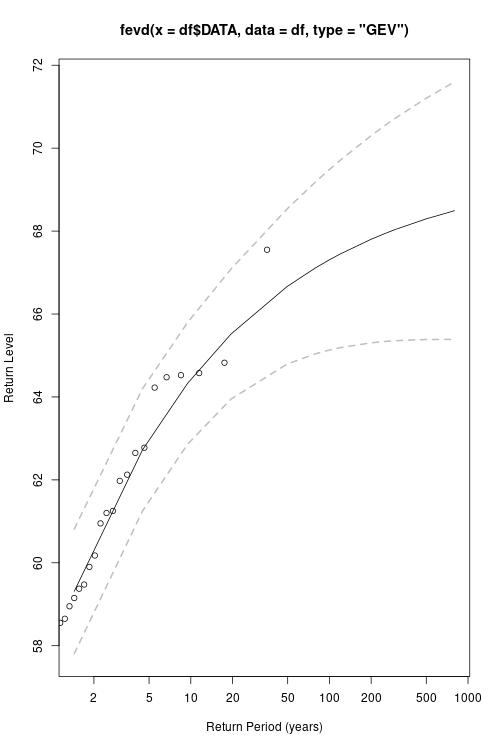 fevd(x = df$DATA, data = df, type = "GEV")
72
70
68
66
64
62
60
58
Return Level
2 5 10 20 50 100 200 500 1000
Return Period (years)